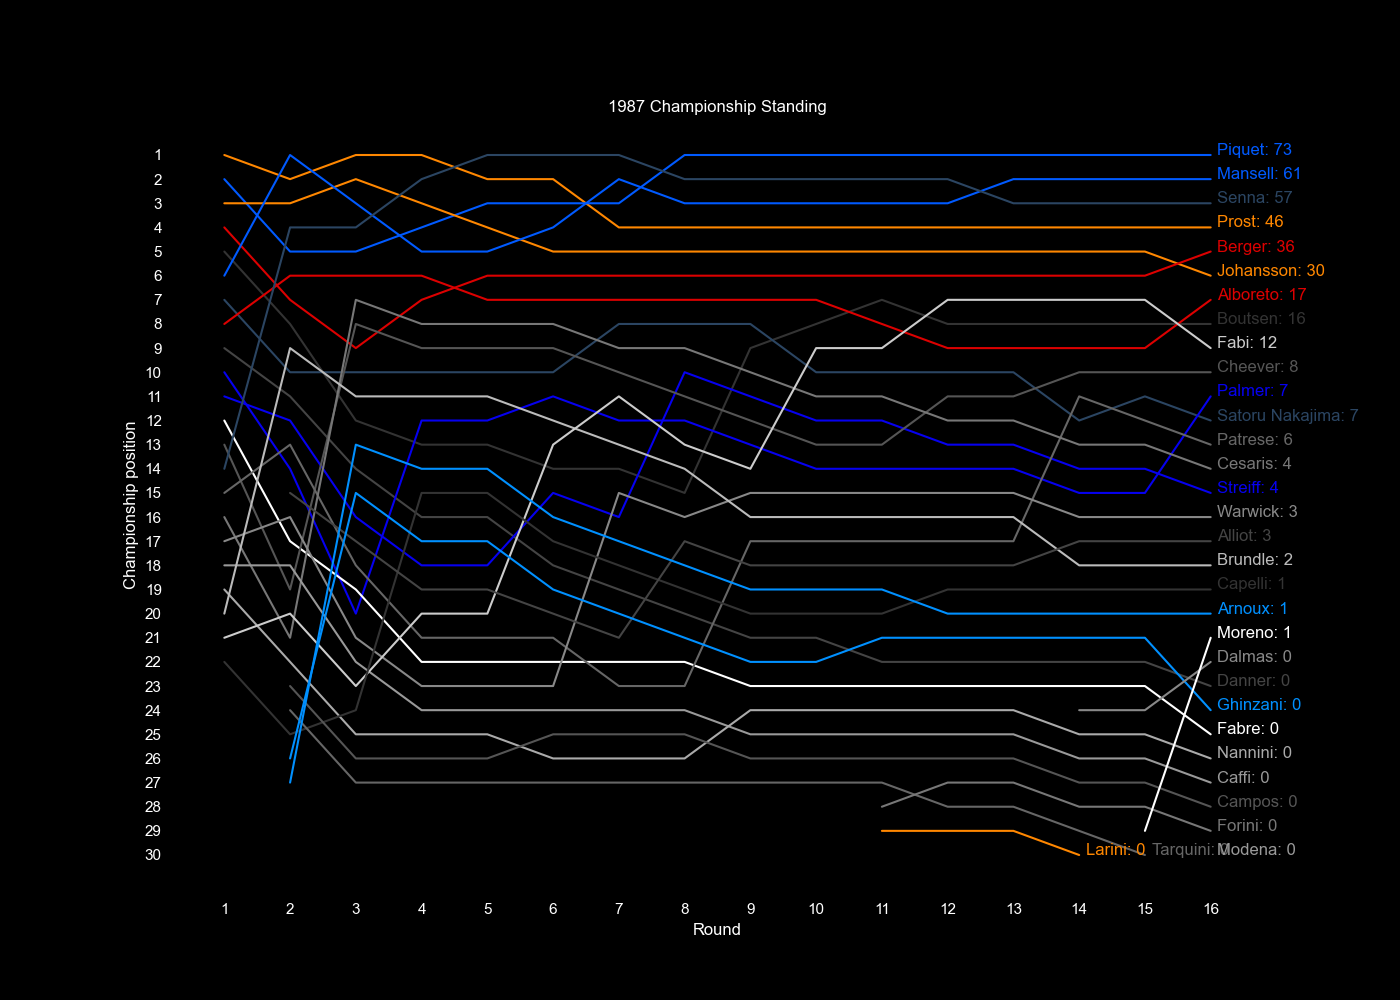 1987 Championship Standing
Championship position
1
2
3
4
5
6
7
8
9
10
11
12
13
14
15
16
17
18
19
20
21
22
23
24
25
26
27
28
29
30
Piquet: 73
Mansell: 61
Senna: 57
Prost: 46
Berger: 36
Johansson: 30
Alboreto: 17
Boutsen: 16
Fabi: 12
Cheever: 8
Palmer: 7
Satoru Nakajima: 7
Patrese: 6
Cesaris: 4
Streiff: 4
Warwick: 3
Alliot: 3
Brundle: 2
Capelli: 1
Arnoux: 1
Moreno: 1
Dalmas: 0
Danner: 0
Ghinzani: 0
Fabre: 0
Nannini: 0
Caffi: 0
Campos: 0
Forini: 0
Larini: 0 Tarquini: 0 Modena: 0
1 2 3 4 5 6 7 8 9 10 11 12 13 14 15 16
Round